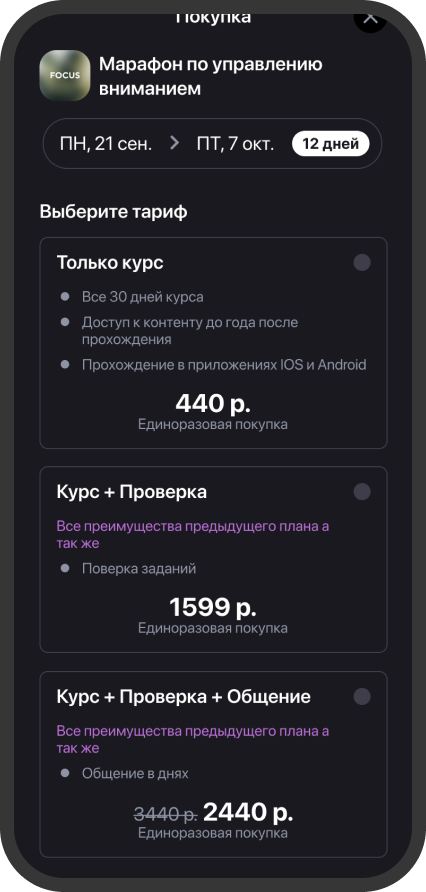 Покупка
FOCUS
Марафон по управлению
вниманием
ПН, 21 сен.
ПТ, 7 окт.
12 дней
Выберите тариф
Только курс
Все 30 дней курса
Доступ к контенту до года после
прохождения
Прохождение в приложениях IOS и Android
440 р.
Единоразовая покупка
Курс + Проверка
Все преимущества предыдущего плана а
так же
Поверка заданий
1599 р.
Единоразовая покупка
Курс + Проверка + Общение
Все преимущества предыдущего плана а
так же
Общение в днях
3440 р. 2440 р.
Единоразовая покупка